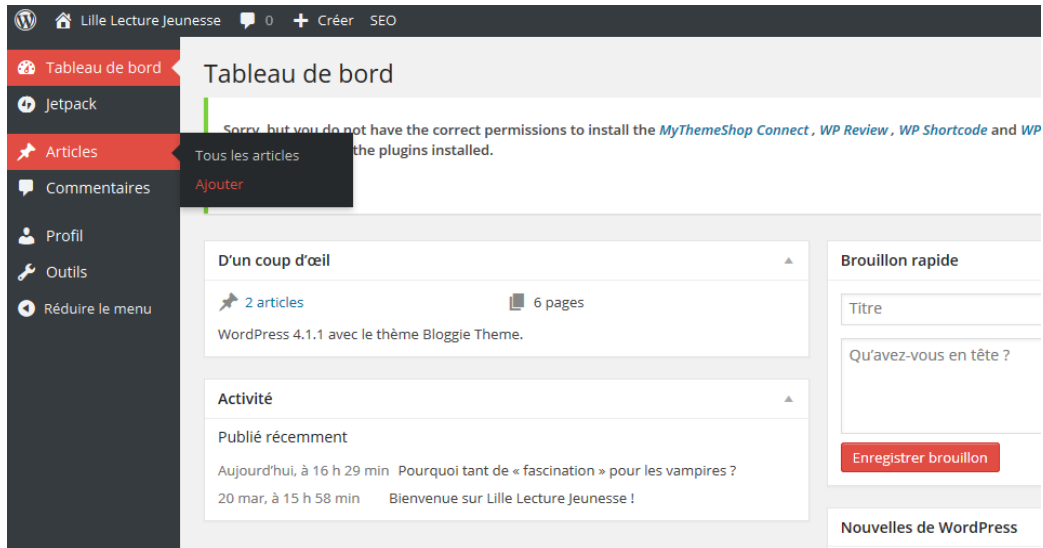 Lille Lecture Jeunesse 0 + Créer SEO
Tableau de bord
Jetpack
Articles
Tous les articles
Ajouter
Commentaires
Profil
Outils
Réduire le menu
Tableau de bord
Sorry, but you do not have the correct permissions to install the MyThemeShop Connect , WP Review , WP Shortcode and WP
the plugins installed.
D'un coup d'œil
2 articles
6 pages
WordPress 4.1.1 avec le thème Bloggie Theme.
Activité
Publié récemment
Aujourd'hui, à 16 h 29 min Pourquoi tant de « fascination » pour les vampires ?
20 mar, à 15 h 58 min Bienvenue sur Lille Lecture Jeunesse !
Brouillon rapide
Titre
Qu'avez-vous en tête ?
Enregistrer brouillon
Nouvelles de WordPress